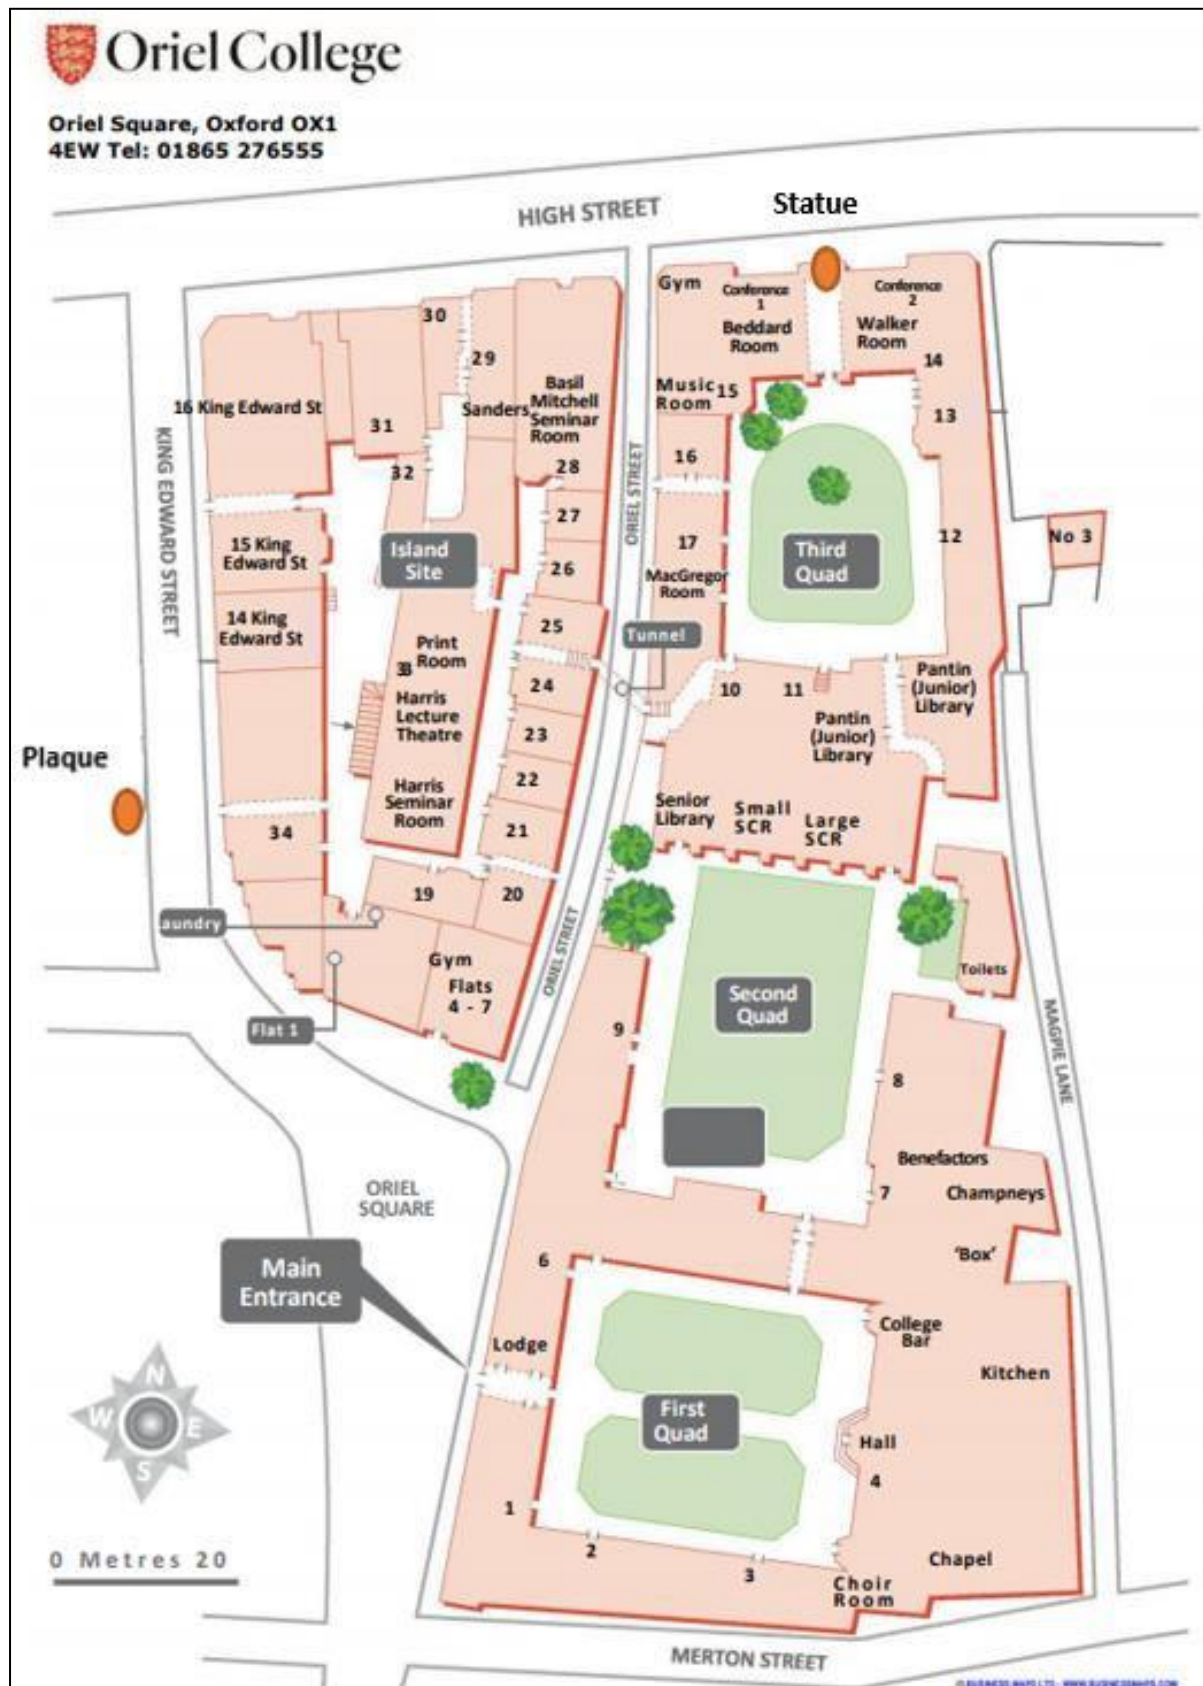 Oriel College
Oriel Square, Oxford OX1
4EW Tel: 01865 276555
HIGH STREET
Statue
Gym
Conference
1
Beddard
Room
Conference
2
Walker
Room
14
13
Music
Room
15
16
17
MacGregor
Room
Third
Quad
12
No 3
30
29
Sanders
Basil
Mitchell
Seminar
Room
16 King Edward St
31
32
28
27
26
25
24
23
22
21
20
19
KING EDWARD STREET
ORIEL STREET
15 King
Edward St
14 King
Edward St
Island
Site
Print
Room
33
Harris
Lecture
Theatre
Harris
Seminar
Room
Tunnel
10
11
Pantin
(Junior)
Library
Pantin
(Junior)
Library
Plaque
34
Senior
Library
Small
SCR
Large
SCR
aundry
Gym
Flats
4 - 7
Flat 1
ORIEL STREET
Toilets
Second
Quad
9
8
MAGPIE LANE
Benefactors
7
Champneys
'Box'
ORIEL
SQUARE
Main
Entrance
6
Lodge
College
Bar
Kitchen
First
Quad
Hall
4
N
W
E
S
1
2
3
Choir
Room
Chapel
0 Metres 20
MERTON STREET
© BUSINESS MAPS LTD - WWW.BUSINESSMAPS.COM